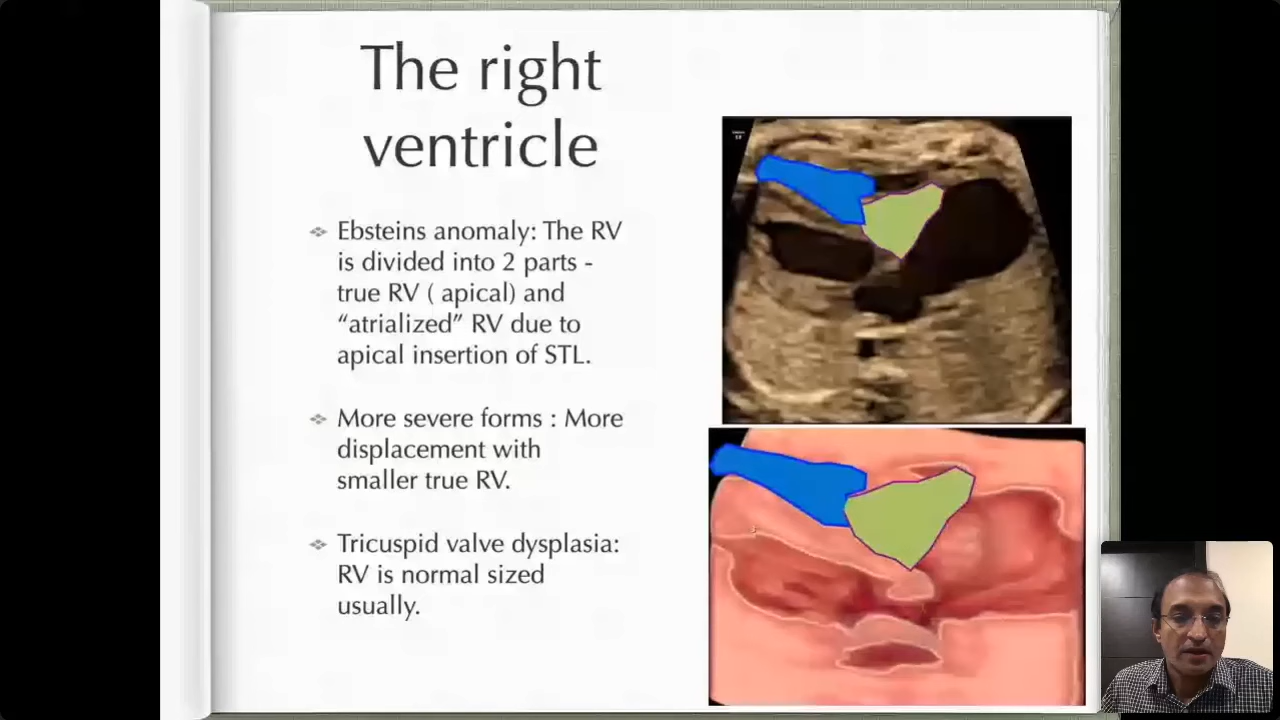 The right
ventricle
Ebsteins anomaly: The RV
is divided into 2 parts -
true RV ( apical) and
“atrialized” RV due to
apical insertion of STL.
More severe forms : More
displacement with
smaller true RV.
Tricuspid valve dysplasia:
RV is normal sized
usually.